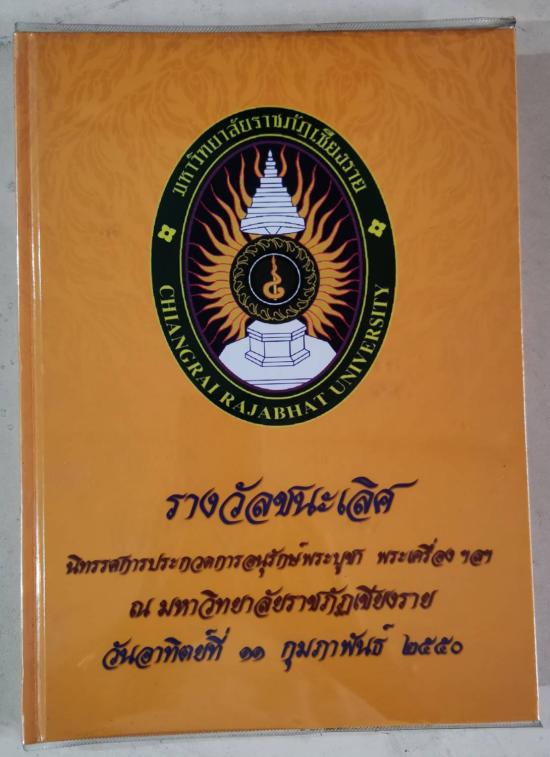 มหาวิทยาลัยราชภัฏเชียงราย
CHIANGRAI RAJABHAT UNIVERSITY
รางวัลชนะเลิศ
นิทรรศการประกวดการอนุรักษ์พระบูชา พระเครื่อง ฯลฯ
ณ มหาวิทยาลัยราชภัฏเชียงราย
วันอาทิตย์ที่ ๑๑ กุมภาพันธ์ ๒๕๕๐